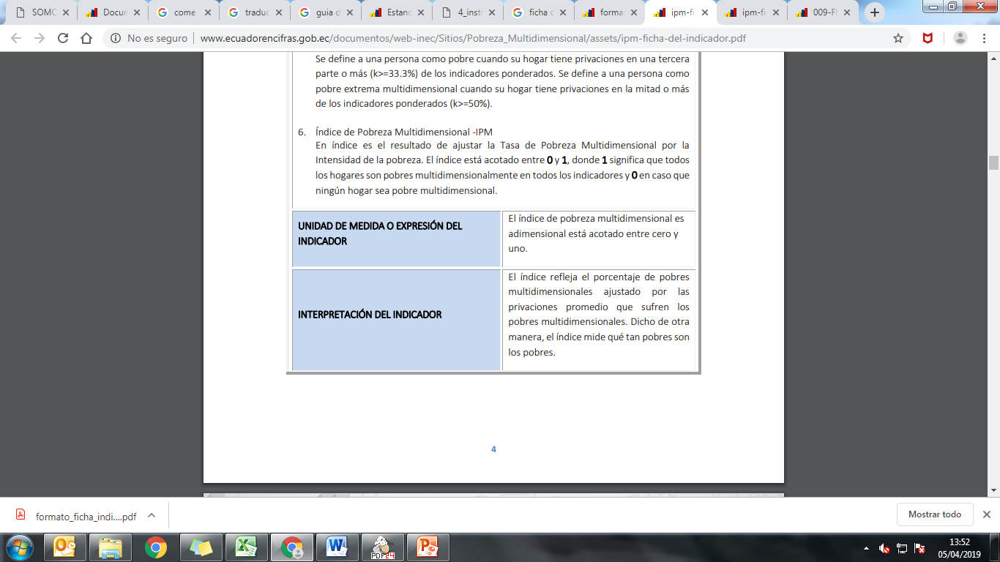 SOMO
Docum
come
traduc
guia d
Estanc
4_inst
ficha c
forma
ipm-fi
ipm-fi
009-F
No es seguro | www.ecuadorencifras.gob.ec/documentos/web-inec/Sitios/Pobreza_Multidimensional/assets/ipm-ficha-del-indicador.pdf
Se define a una persona como pobre cuando su hogar tiene privaciones en una tercera
parte o más (k>=33.3%) de los indicadores ponderados. Se define a una persona como
pobre extrema multidimensional cuando su hogar tiene privaciones en la mitad o más
de los indicadores ponderados (k>=50%).
6. Índice de Pobreza Multidimensional -IPM
En índice es el resultado de ajustar la Tasa de Pobreza Multidimensional por la
Intensidad de la pobreza. El índice está acotado entre 0 y 1, donde 1 significa que todos
los hogares son pobres multidimensionalmente en todos los indicadores y 0 en caso que
ningún hogar sea pobre multidimensional.
UNIDAD DE MEDIDA O EXPRESIÓN DEL
INDICADOR
El índice de pobreza multidimensional es
adimensional está acotado entre cero y
uno.
INTERPRETACIÓN DEL INDICADOR
El índice refleja el porcentaje de pobres
multidimensionales ajustado por las
privaciones promedio que sufren los
pobres multidimensionales. Dicho de otra
manera, el índice mide qué tan pobres son
los pobres.
4
formato_ficha_indi....pdf
Mostrar todo
PDF24
13:52
05/04/2019